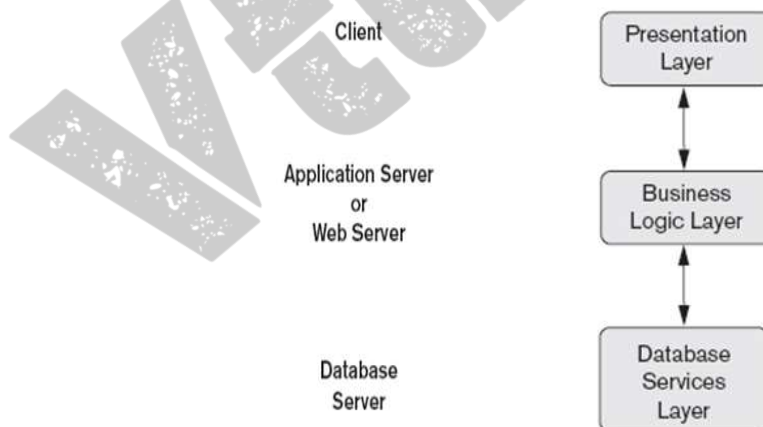 Client
Presentation
Layer
Application Server
or
Web Server
Business
Logic Layer
Database
Server
Database
Services
Layer